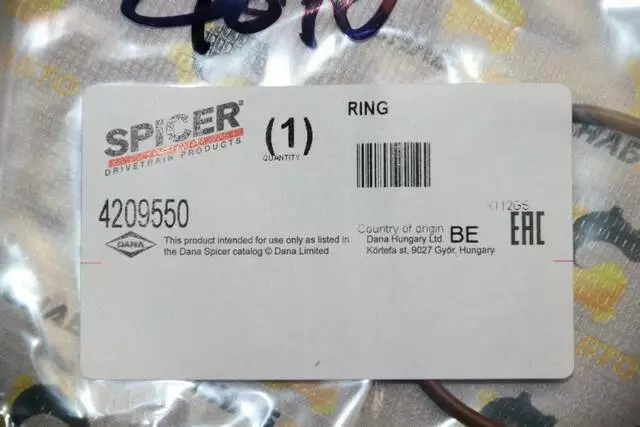 4010
SPICER®
DRIVETRAIN PRODUCTS
(1)
QUANTITY
RING
4209550
DANA
This product intended for use only as listed in
the Dana Spicer catalog © Dana Limited
Country of origin BE
Dana Hungary Ltd.
Körtefa st, 9027 Győr, Hungary
EAC